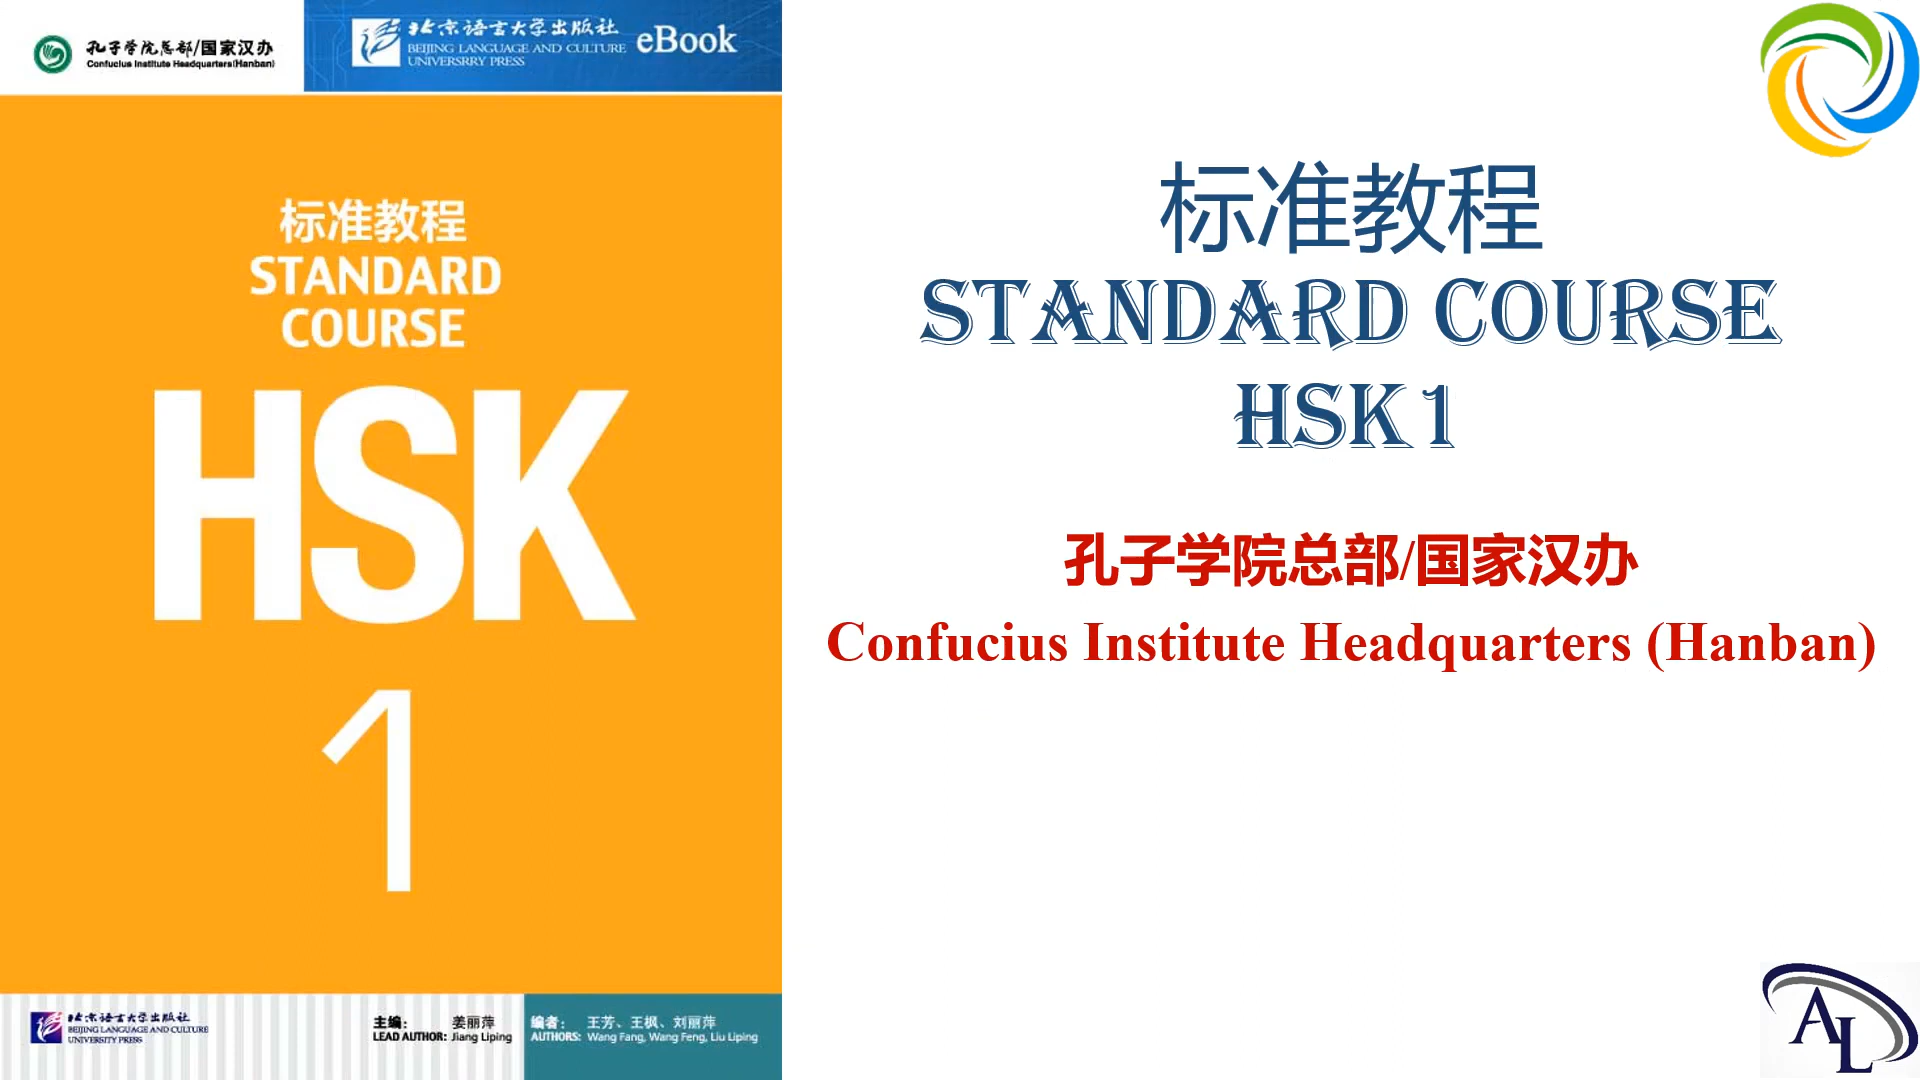 孔子学院总部/国家汉办
Confucius Institute Headquarters(Hanban)
北京语言大学出版社
BEIJING LANGUAGE AND CULTURE
UNIVERSRRY PRESS
eBook
标准教程
STANDARD
COURSE
HSK
1
北京语言大学出版社
BEIJING LANGUAGE AND CULTURE
UNIVERSITY PRESS
主编: 姜丽萍
LEAD AUTHOR: Jiang Liping
编者: 王芳、王枫、刘丽萍
AUTHORS: Wang Fang, Wang Feng, Liu Liping
标准教程
STANDARD COURSE
HSK 1
孔子学院总部/国家汉办
Confucius Institute Headquarters (Hanban)
AL